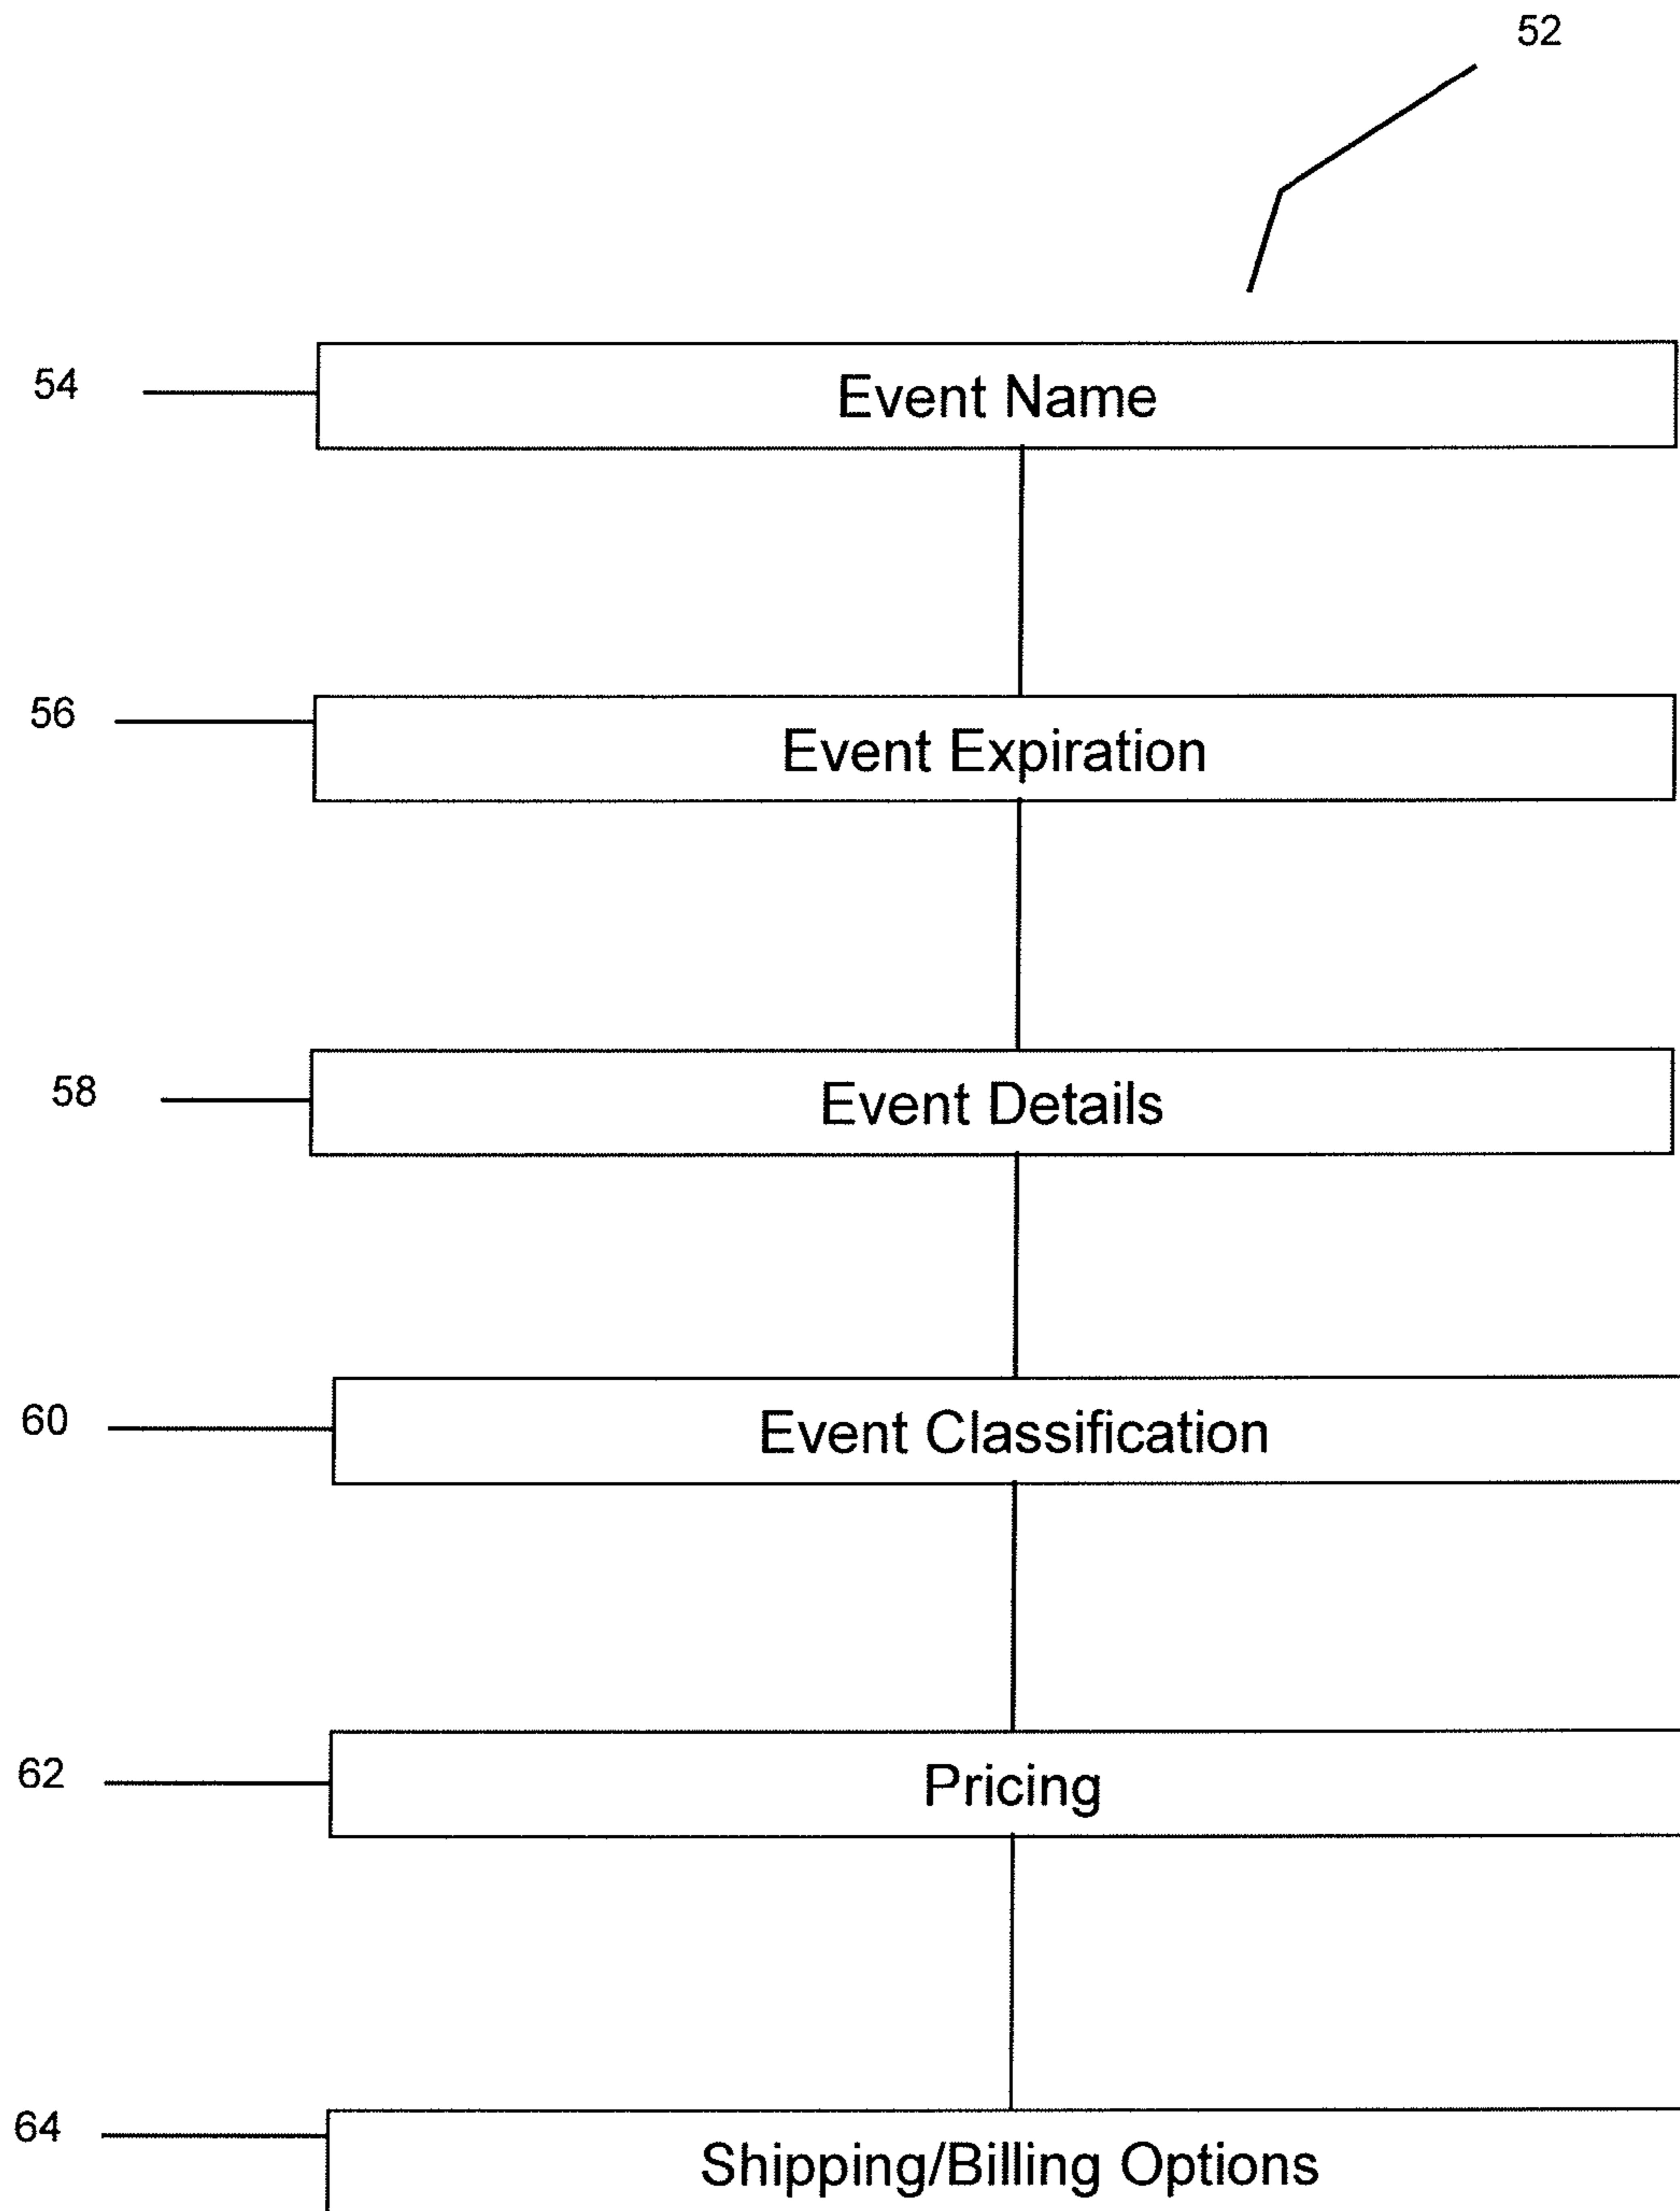 52
54
Event Name
56
Event Expiration
58
Event Details
60
Event Classification
62
Pricing
64
Shipping/Billing Options